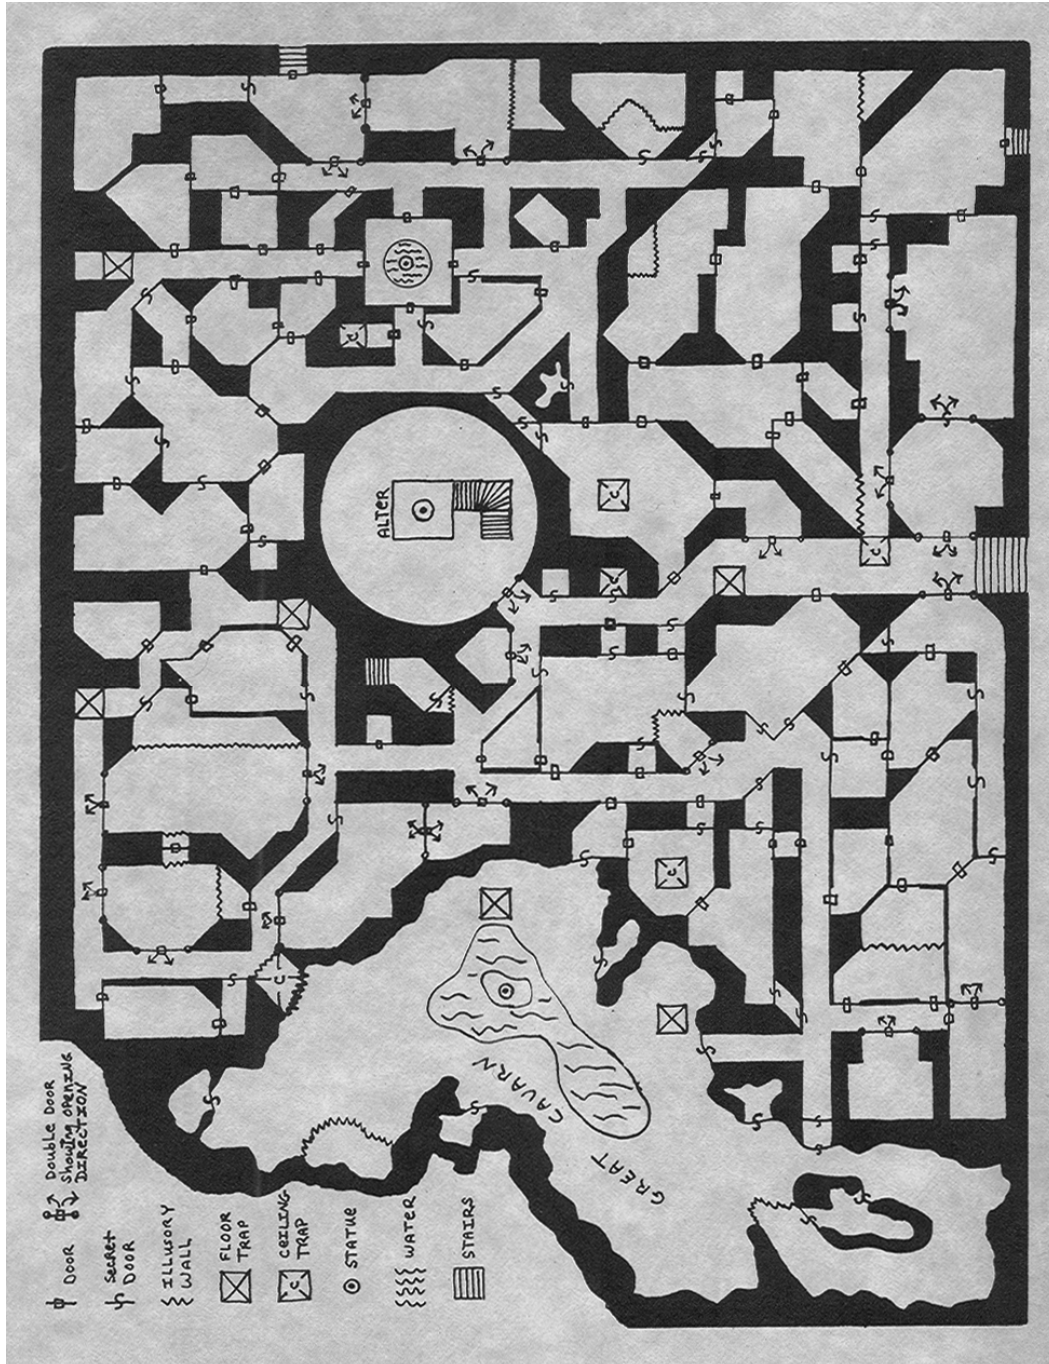 DOOR
Double Door
Showing opening
DIRECTION
Secret
DOOR
ILLUSORY
WALL
FLOOR
TRAP
C
CEILING
TRAP
STATUE
WATER
STAIRS
ALTER
GREAT CAVARN
C
C
C
C
C
C